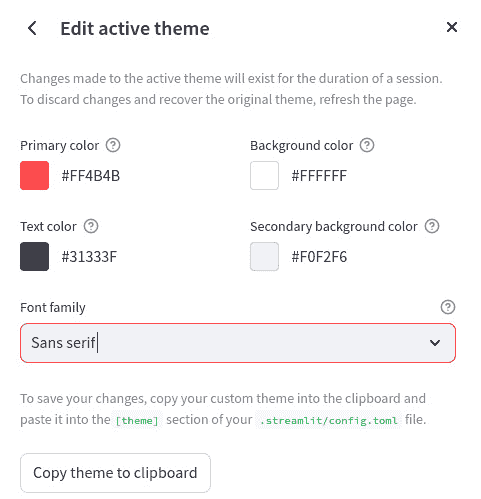 Edit active theme
Changes made to the active theme will exist for the duration of a session.
To discard changes and recover the original theme, refresh the page.
Primary color
Background color
#FF4B4B
#FFFFFF
Text color
Secondary background color
#31333F
#F0F2F6
Font family
Sans serif
To save your changes, copy your custom theme into the clipboard and
paste it into the [theme] section of your .streamlit/config.toml file.
Copy theme to clipboard